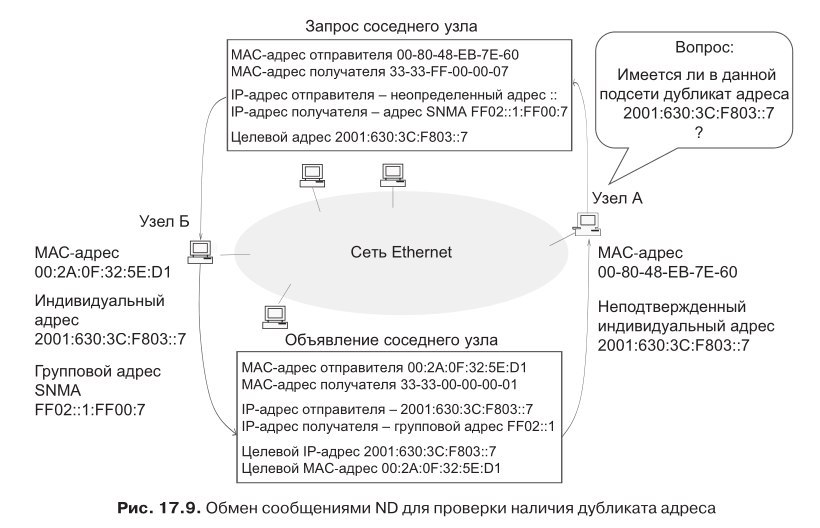 Запрос соседнего узла
MAC-адрес отправителя 00-80-48-EB-7E-60
MAC-адрес получателя 33-33-FF-00-00-07
IP-адрес отправителя – неопределенный адрес ::
IP-адрес получателя – адрес SNMA FF02::1:FF00:7
Целевой адрес 2001:630:3C:F803::7
Вопрос:
Имеется ли в данной
подсети дубликат адреса
2001:630:3C:F803::7
?
Узел А
Узел Б
Сеть Ethernet
MAC-адрес
00:2A:0F:32:5E:D1
Индивидуальный
адрес
2001:630:3C:F803::7
Групповой адрес
SNMA
FF02::1:FF00:7
MAC-адрес
00-80-48-EB-7E-60
Неподтвержденный
индивидуальный адрес
2001:630:3C:F803::7
Объявление соседнего узла
MAC-адрес отправителя 00:2A:0F:32:5E:D1
MAC-адрес получателя 33-33-00-00-00-01
IP-адрес отправителя – 2001:630:3C:F803::7
IP-адрес получателя – групповой адрес FF02::1
Целевой IP-адрес 2001:630:3C:F803::7
Целевой MAC-адрес 00:2A:0F:32:5E:D1
Рис. 17.9. Обмен сообщениями ND для проверки наличия дубликата адреса